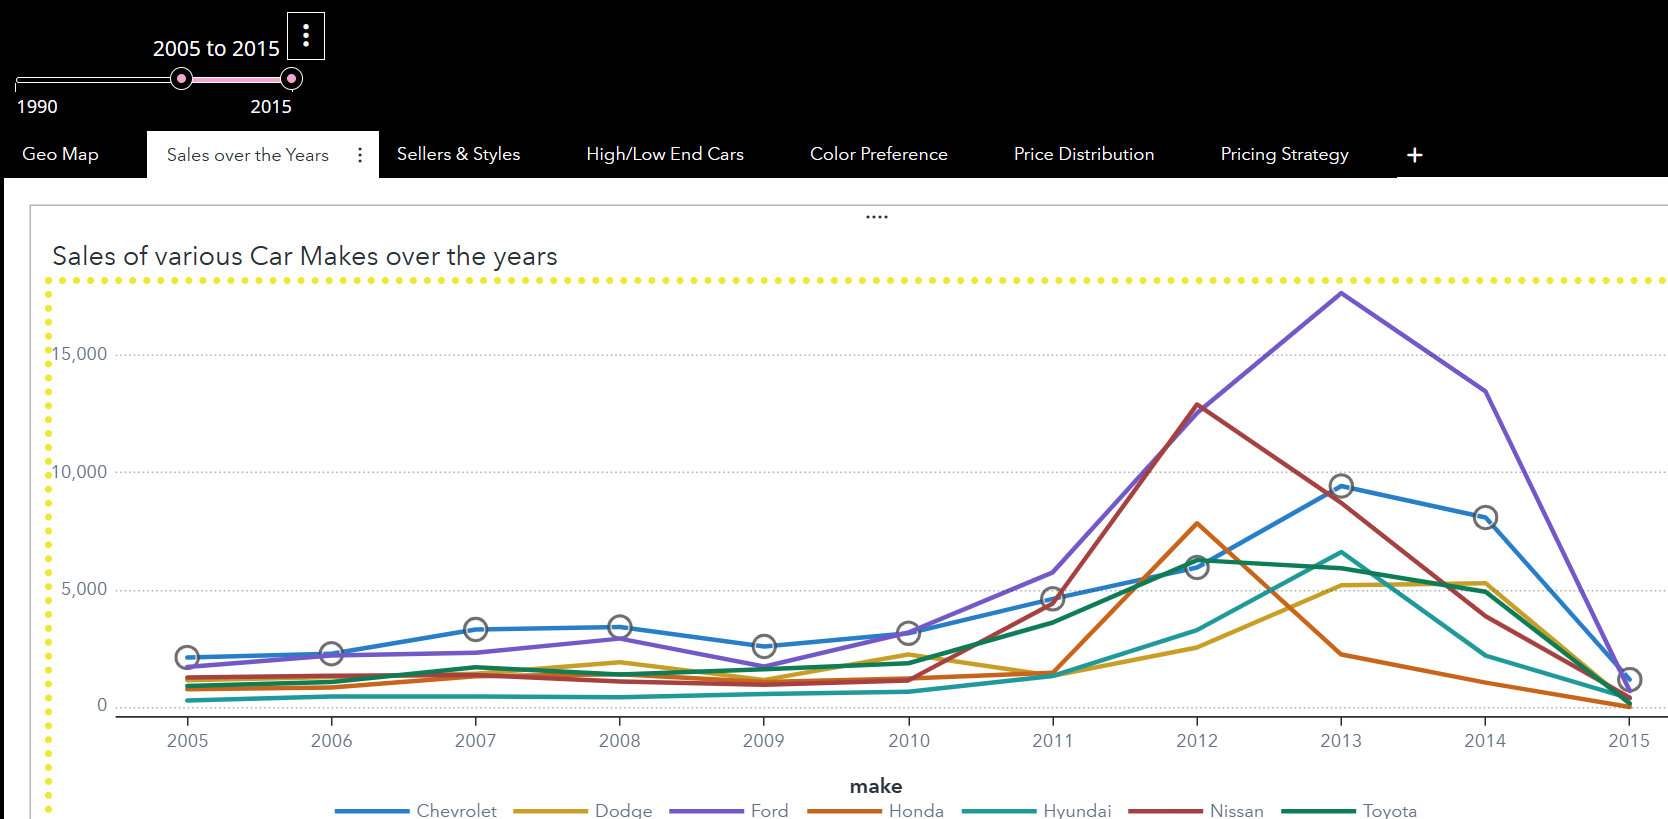 2005 to 2015
1990 2015
Geo Map Sales over the Years Sellers & Styles High/Low End Cars Color Preference Price Distribution Pricing Strategy +
Sales of various Car Makes over the years
15,000
10,000
5,000
0
2005 2006 2007 2008 2009 2010 2011 2012 2013 2014 2015
make
Chevrolet Dodge Ford Honda Hyundai Nissan Toyota